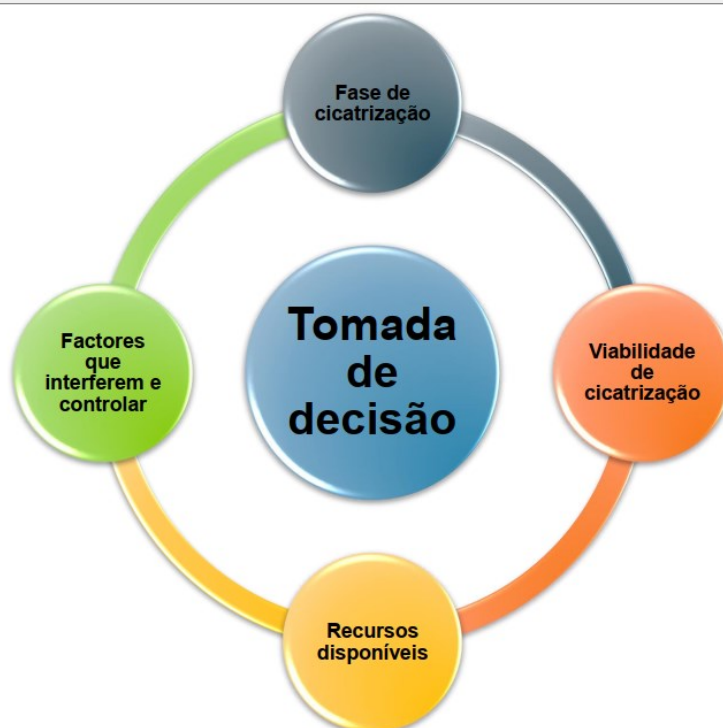 Fase de
cicatrização
Tomada
de
decisão
Factores
que
interferem e
controlar
Viabilidade
de
cicatrização
Recursos
disponíveis